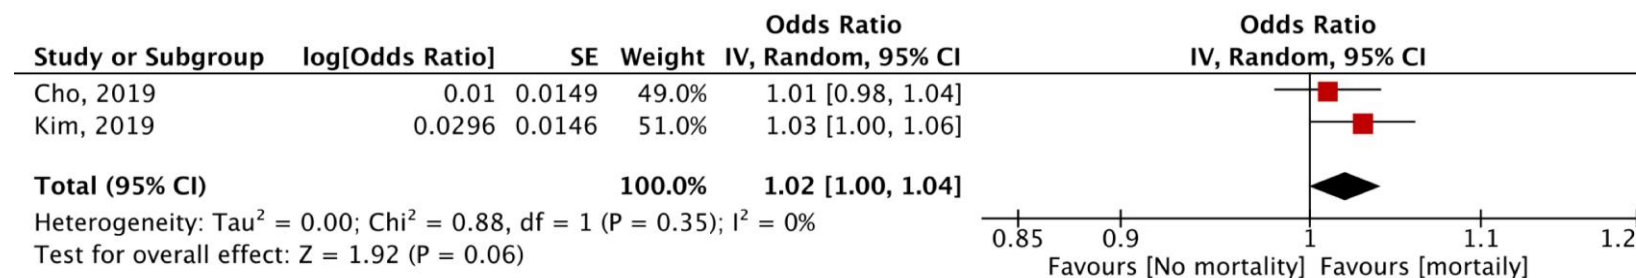 Odds Ratio Odds Ratio
Study or Subgroup log[Odds Ratio] SE Weight IV, Random, 95% CI IV, Random, 95% CI
Cho, 2019 0.01 0.0149 49.0% 1.01 [0.98, 1.04]
Kim, 2019 0.0296 0.0146 51.0% 1.03 [1.00, 1.06]
Total (95% CI) 100.0% 1.02 [1.00, 1.04]
Heterogeneity: Tau² = 0.00; Chi² = 0.88, df = 1 (P = 0.35); I² = 0%
Test for overall effect: Z = 1.92 (P = 0.06)
0.85 0.9 1 1.1 1.2
Favours [No mortality] Favours [mortaily]